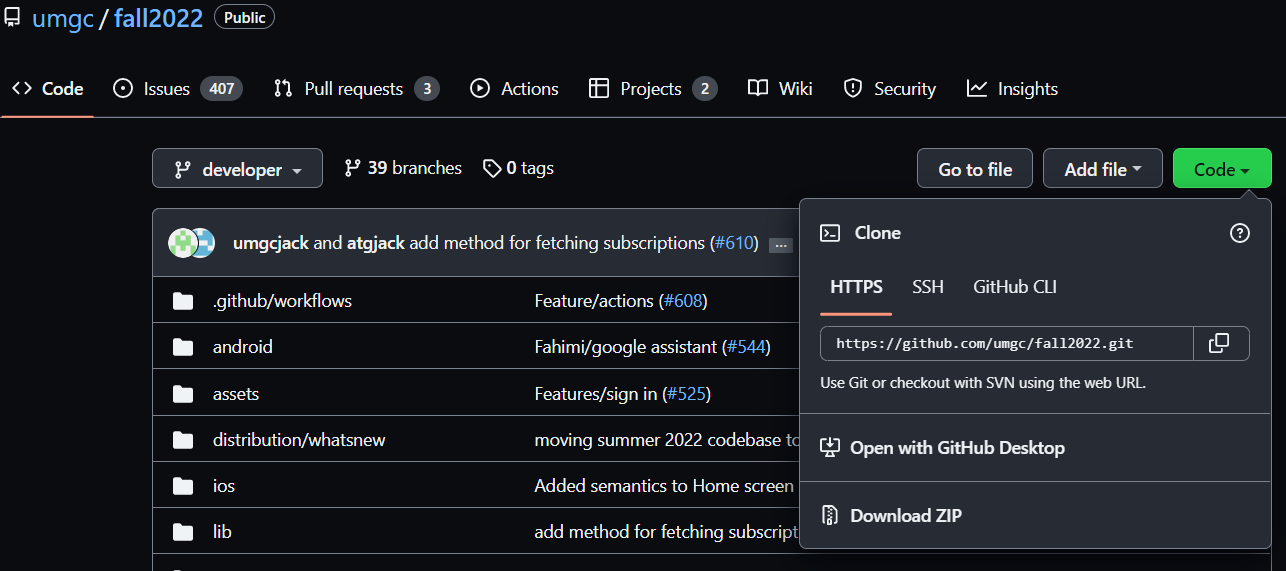 umgc / fall2022 Public
Code Issues 407 Pull requests 3 Actions Projects 2 Wiki Security Insights
developer 39 branches 0 tags Go to file Add file Code
umgcjack and atgjack add method for fetching subscriptions (#610) ...
.github/workflows Feature/actions (#608)
android Fahimi/google assistant (#544)
assets Features/sign in (#525)
distribution/whatsnew moving summer 2022 codebase to
ios Added semantics to Home screen
lib add method for fetching subscript
Clone
HTTPS SSH GitHub CLI
https://github.com/umgc/fall2022.git
Use Git or checkout with SVN using the web URL.
Open with GitHub Desktop
Download ZIP